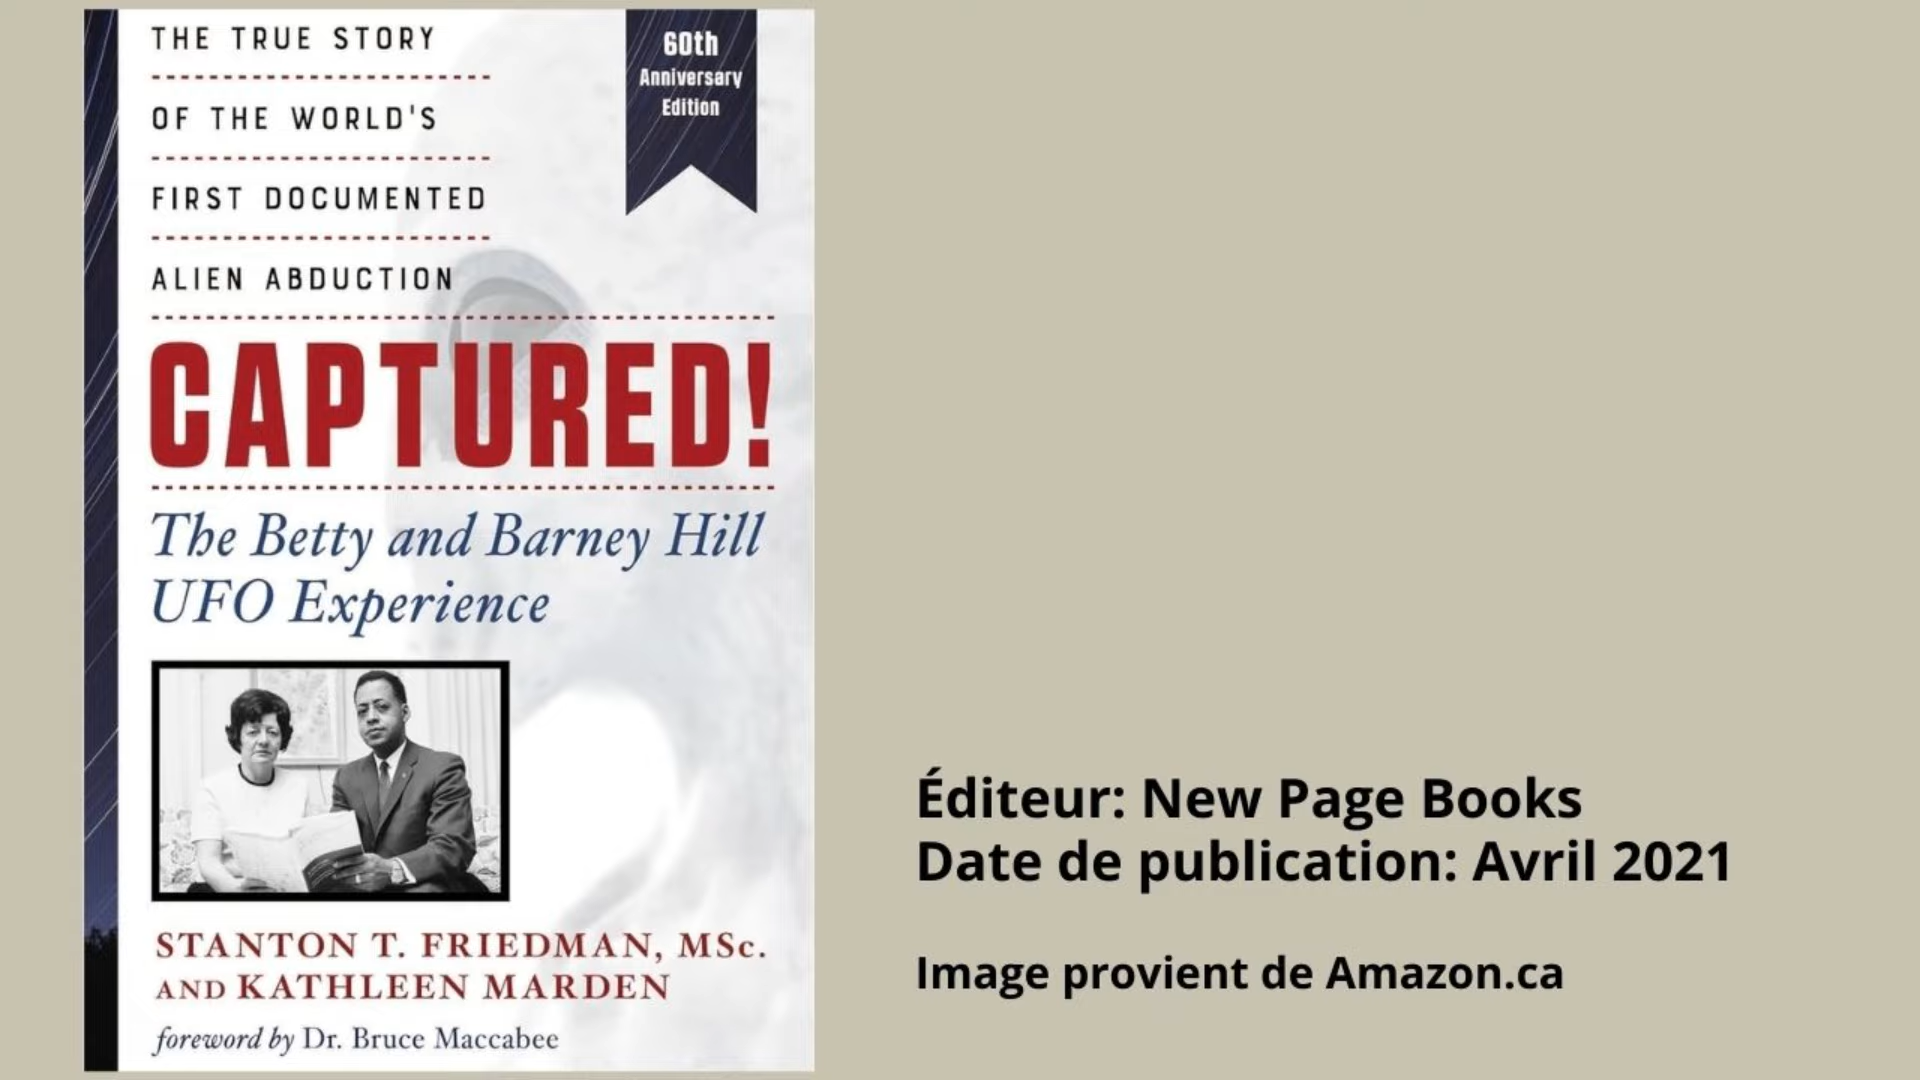 THE TRUE STORY
OF THE WORLD'S
FIRST DOCUMENTED
ALIEN ABDUCTION
60th
Anniversary
Edition
CAPTURED!
The Betty and Barney Hill
UFO Experience
STANTON T. FRIEDMAN, MSc.
AND KATHLEEN MARDEN
foreword by Dr. Bruce Maccabee
Éditeur: New Page Books
Date de publication: Avril 2021
Image provient de Amazon.ca